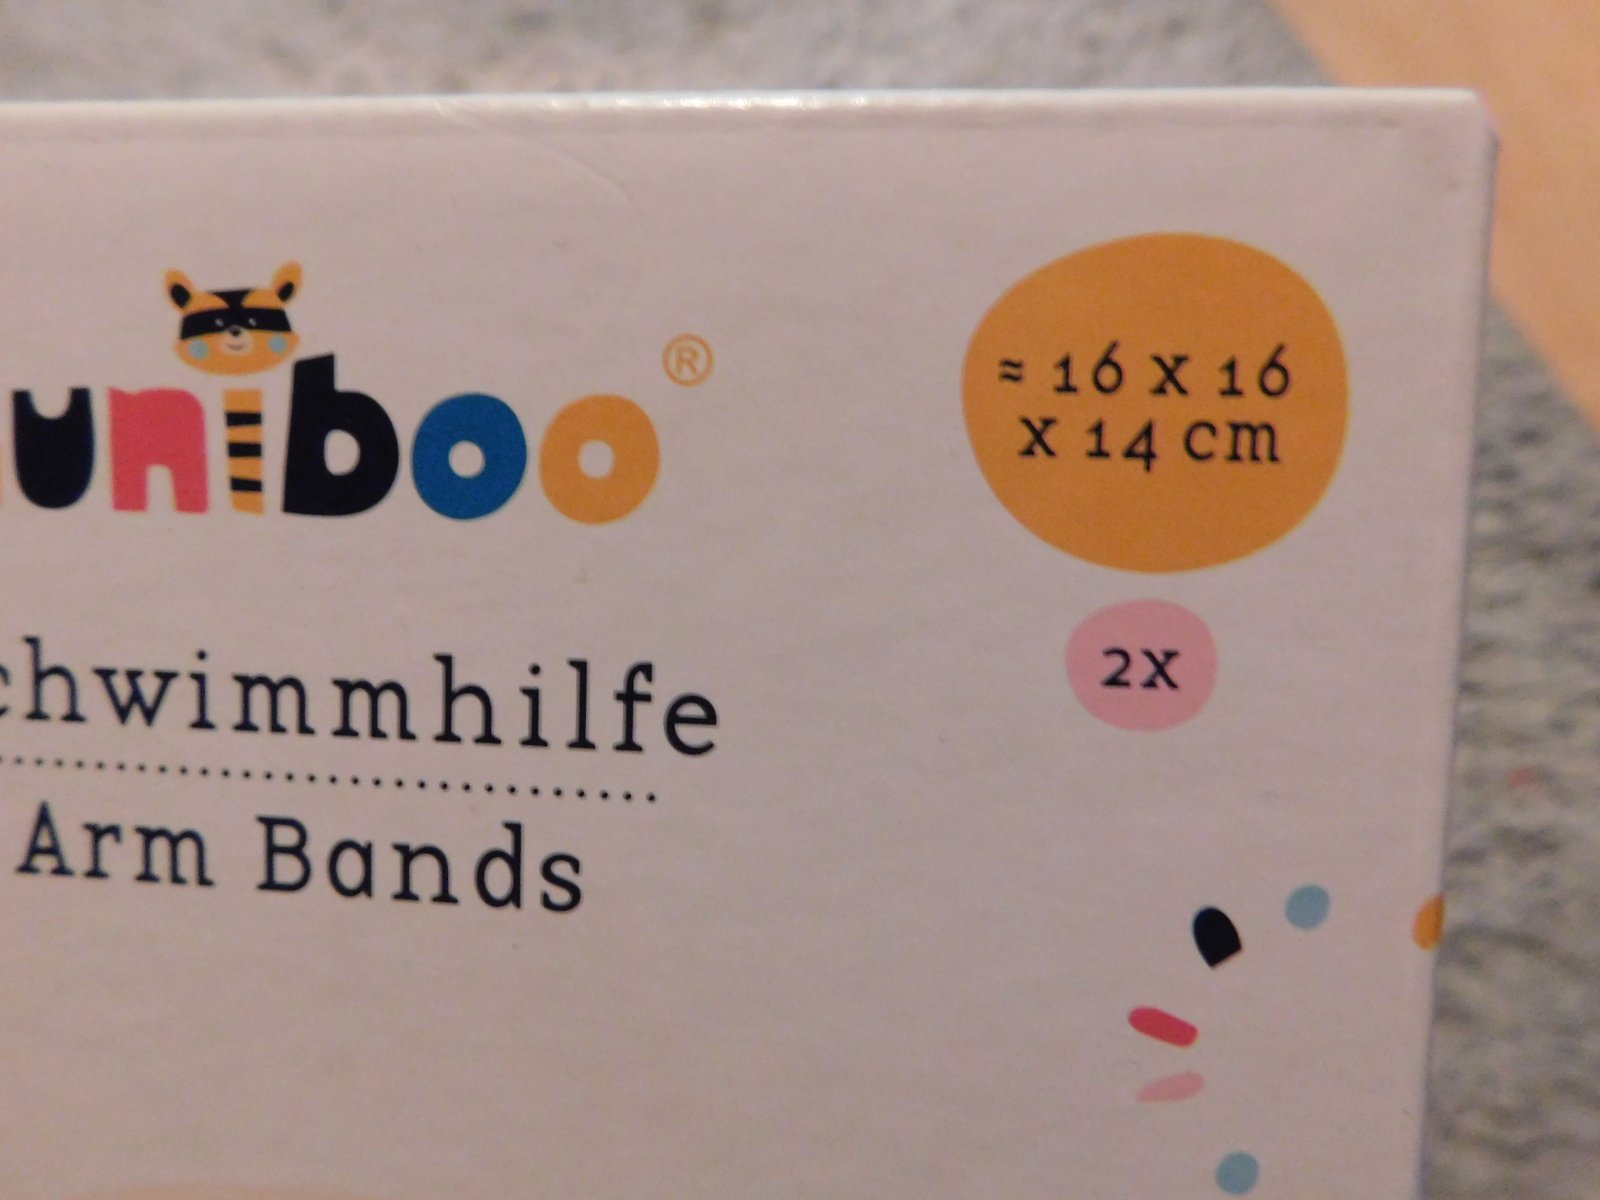 uniboo®
≈ 16 x 16
x 14 cm
2x
chwimmhilfe
Arm Bands